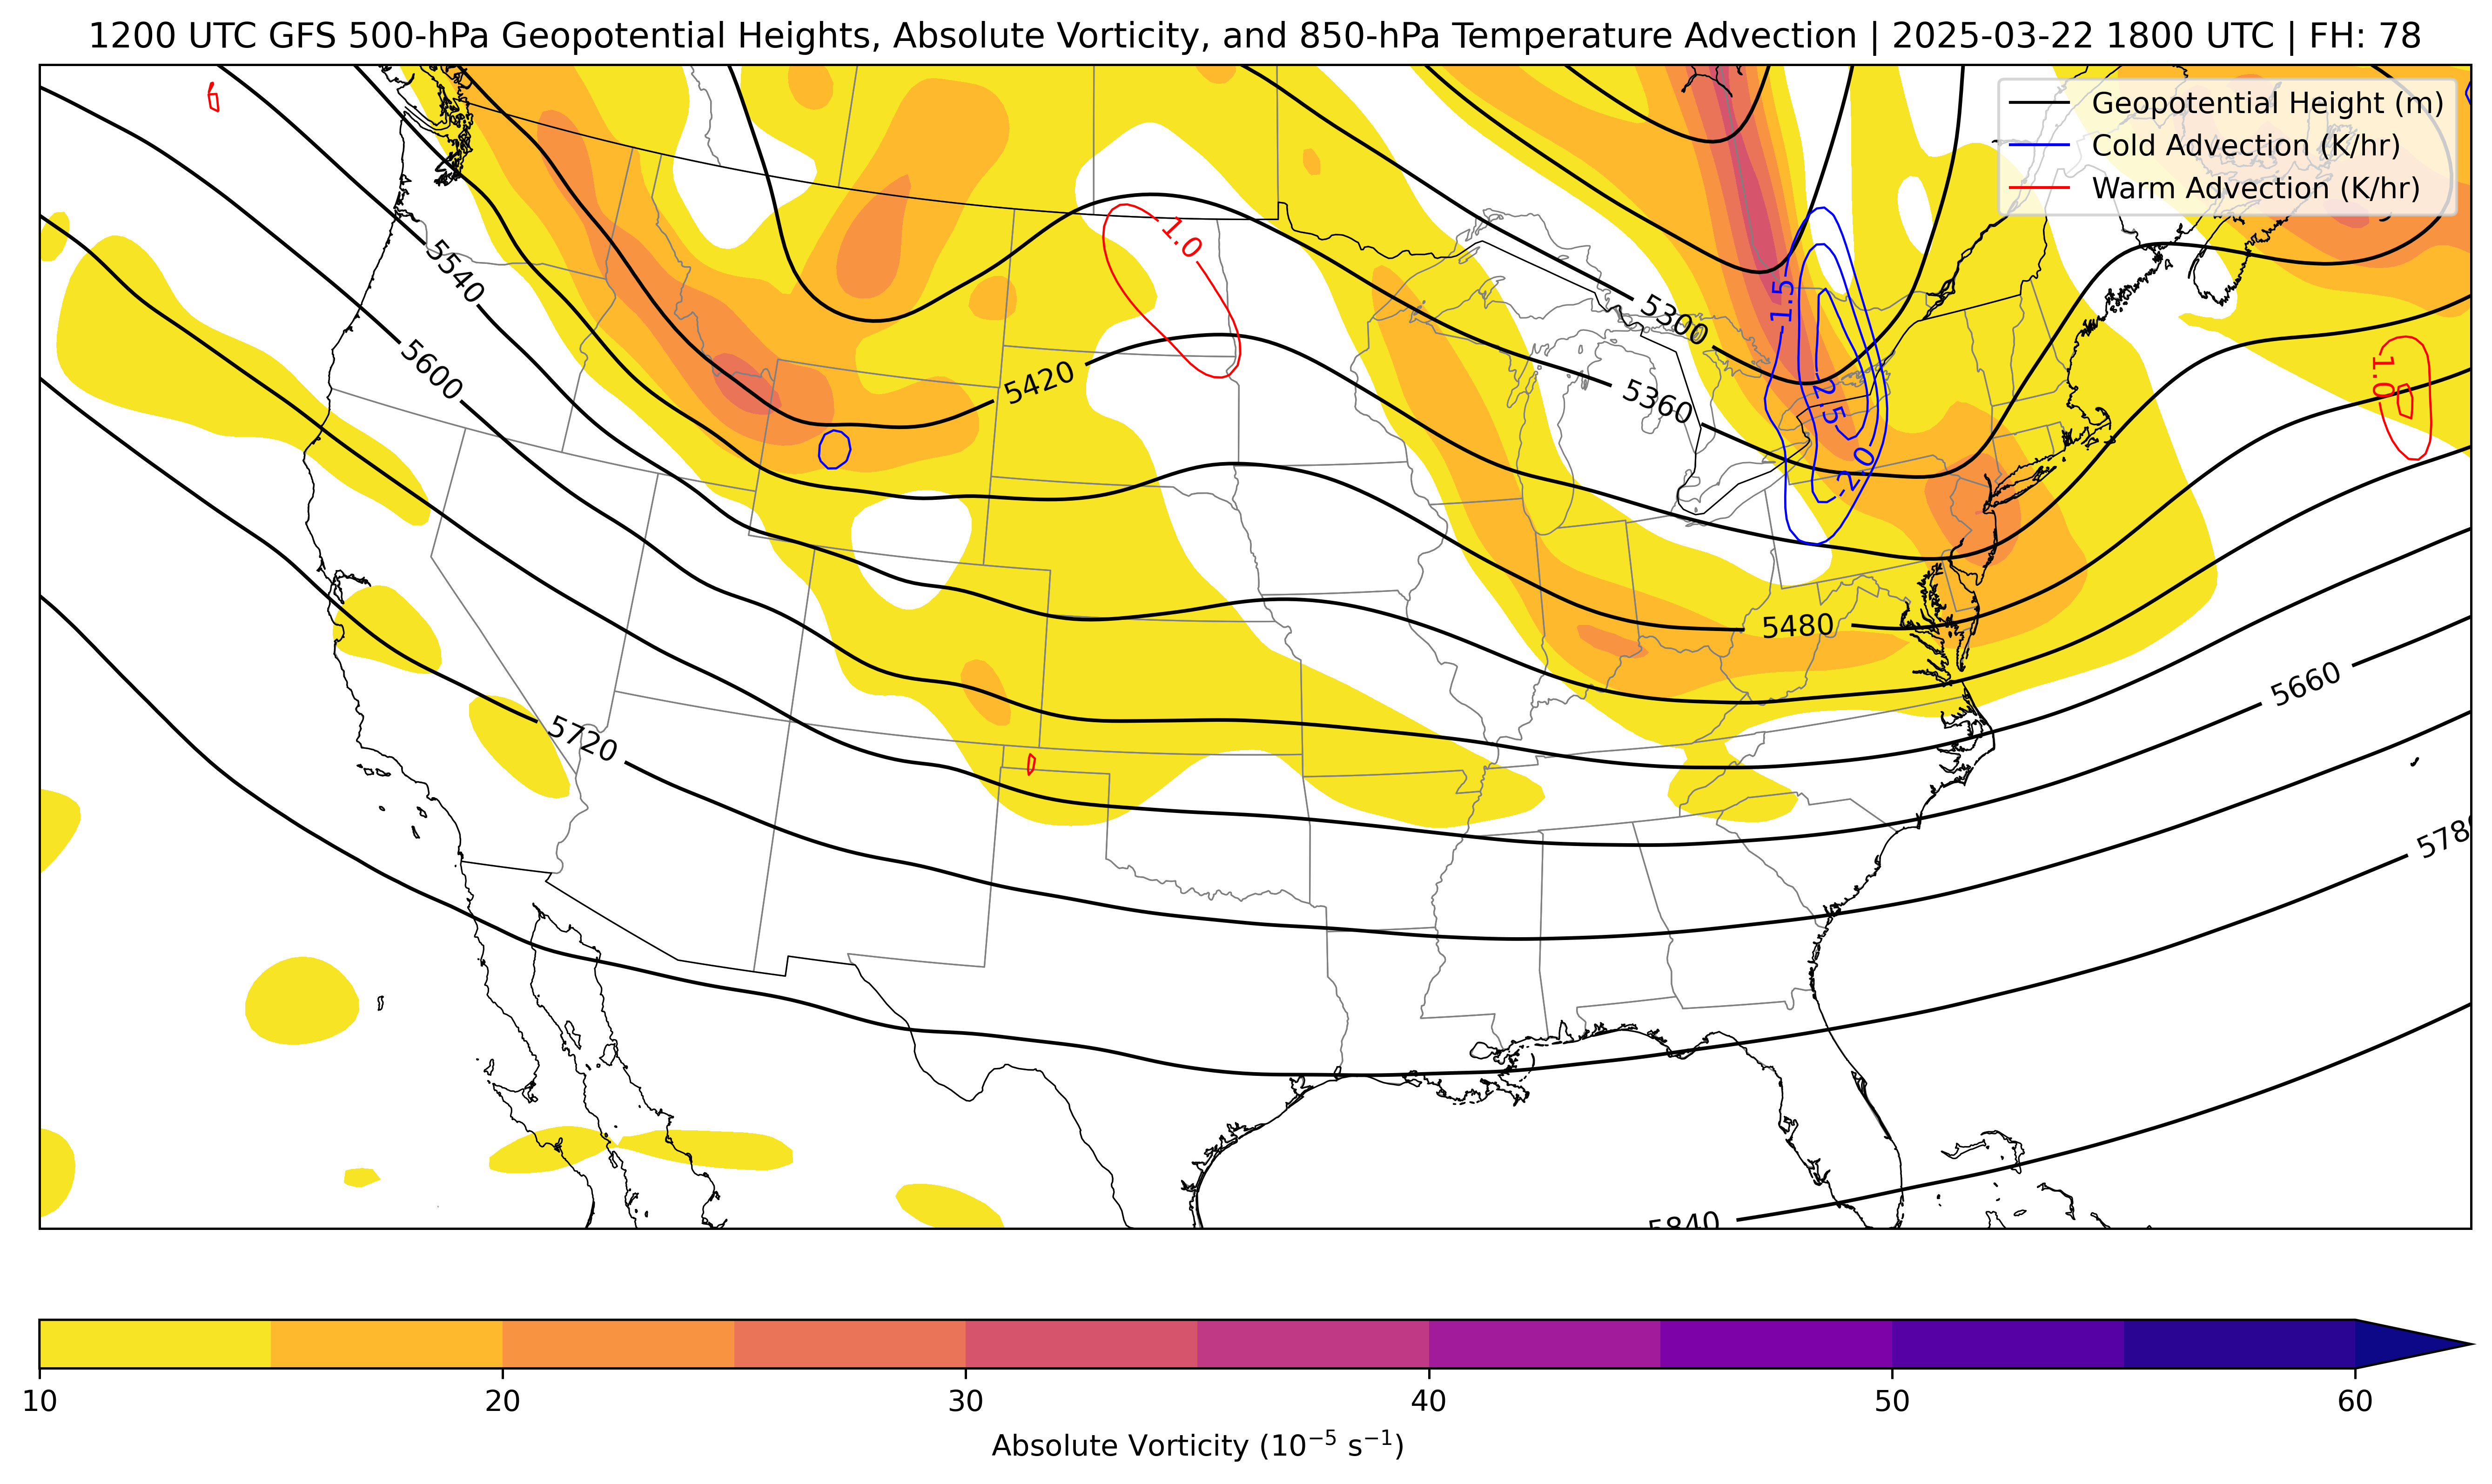 1200 UTC GFS 500-hPa Geopotential Heights, Absolute Vorticity, and 850-hPa Temperature Advection | 2025-03-22 1800 UTC | FH: 78
Geopotential Height (m)
Cold Advection (K/hr)
Warm Advection (K/hr)
1.0
5540
5600
5420
5300
5360
-1.5
-2.5
-2.0
1.0
5480
5660
5720
5780
5840
10 20 30 40 50 60
Absolute Vorticity (10⁻⁵ s⁻¹)